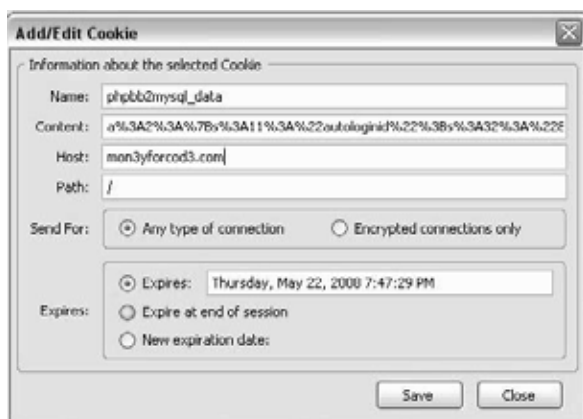 Add/Edit Cookie
Information about the selected Cookie
Name: phpbb2mysql_data
Content: a%3A2%3A%7Bs%3A11%3A%22autologinid%22%3Bs%3A32%3A%228
Host: mon3yforcod3.com
Path: /
Send For: Any type of connection Encrypted connections only
Expires: Thursday, May 22, 2008 7:47:29 PM
Expires: Expire at end of session
New expiration date:
Save Close